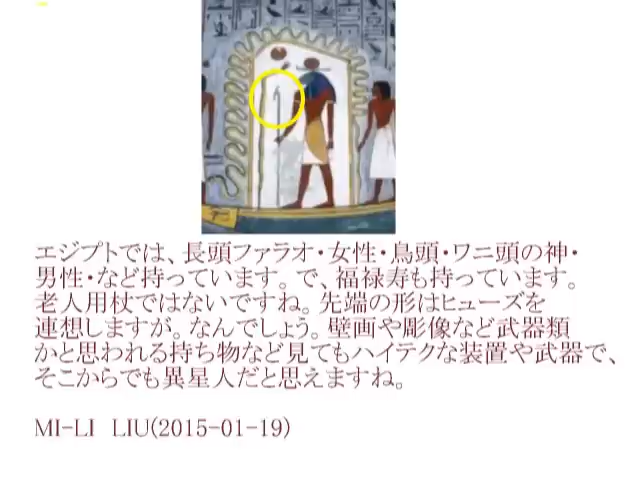 エジプトでは、長頭ファラオ・女性・鳥頭・ワニ頭の神・
男性・など持っています。で、福禄寿も持っています。
老人用杖ではないですね。先端の形はヒューズを
連想しますが。なんでしょう。壁画や彫像など武器類
かと思われる持ち物など見てもハイテクな装置や武器で、
そこからでも異星人だと思えますね。
MI-LI LIU(2015-01-19)